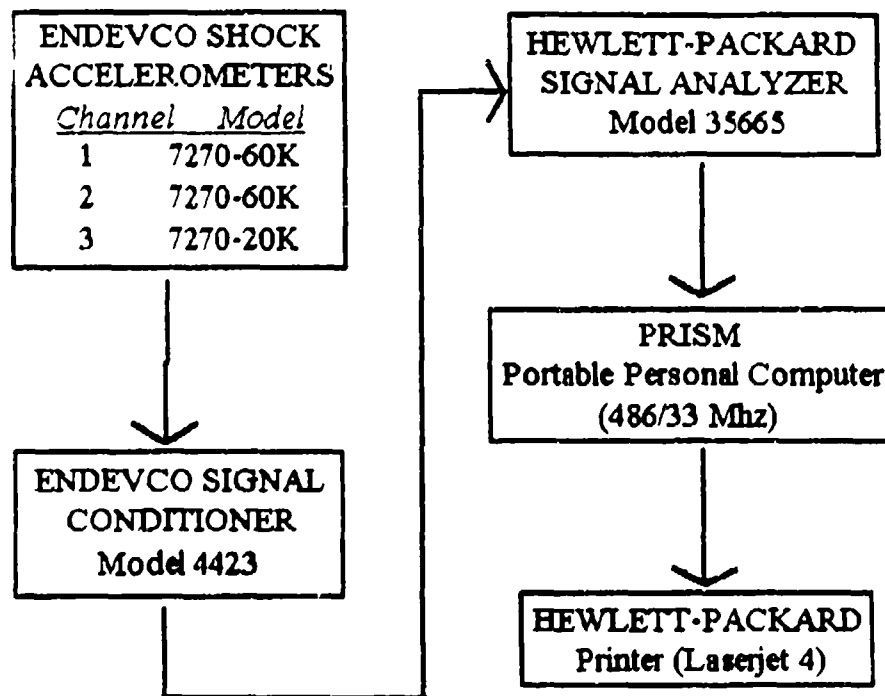 ENDEVCO SHOCK
ACCELEROMETERS
Channel Model
1 7270-60K
2 7270-60K
3 7270-20K
ENDEVCO SIGNAL
CONDITIONER
Model 4423
HEWLETT-PACKARD
SIGNAL ANALYZER
Model 35665
PRISM
Portable Personal Computer
(486/33 Mhz)
HEWLETT-PACKARD
Printer (Laserjet 4)